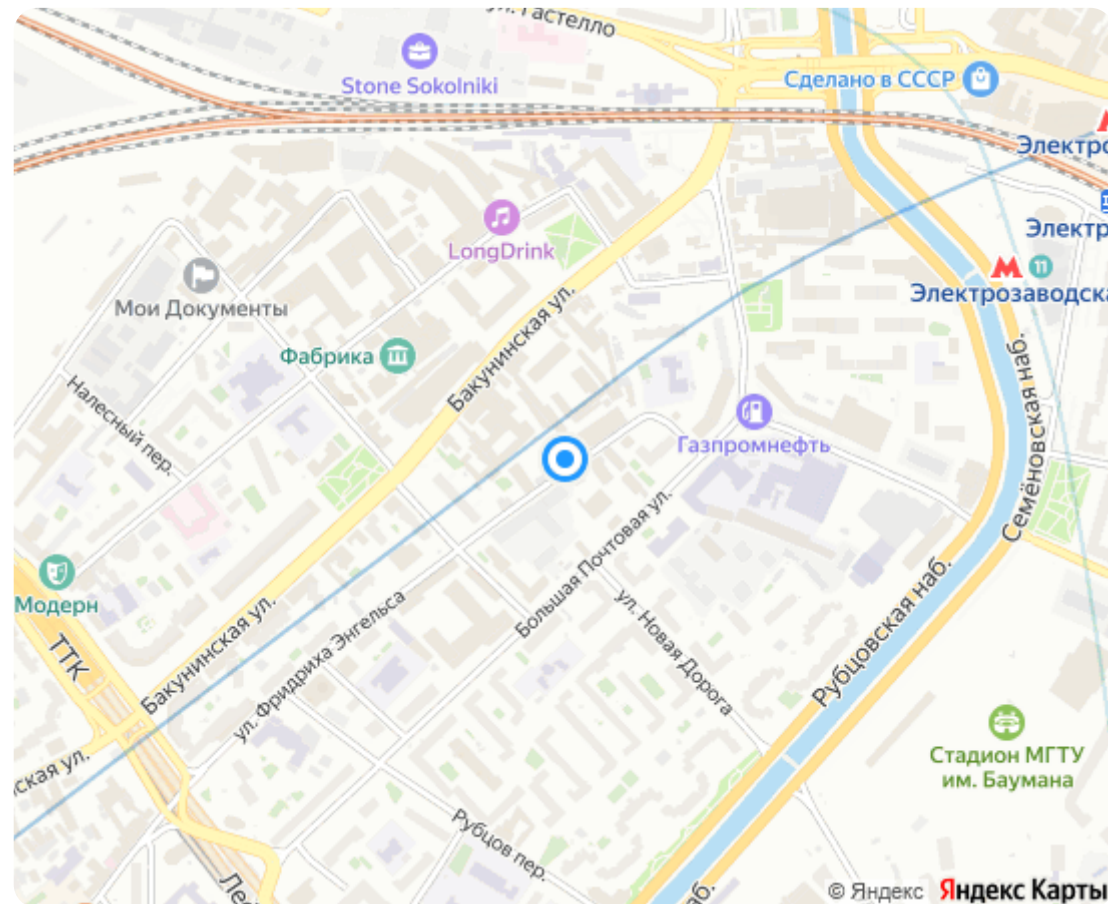 ул. Гастелло
Stone Sokolniki
Сделано в СССР
Электро
LongDrink
Электр
Электрозаводска
11
Мои Документы
Бакунинская ул.
Фабрика
Налесный пер.
Газпромнефть
Семёновская наб.
Большая Почтовая ул.
Модерн
ТТК
Бакунинская ул.
ул. Фридриха Энгельса
ул. Новая Дорога
Рубцовская наб.
Стадион МГТУ
им. Баумана
ская ул.
Рубцов пер.
аб.
© Яндекс Яндекс Карты